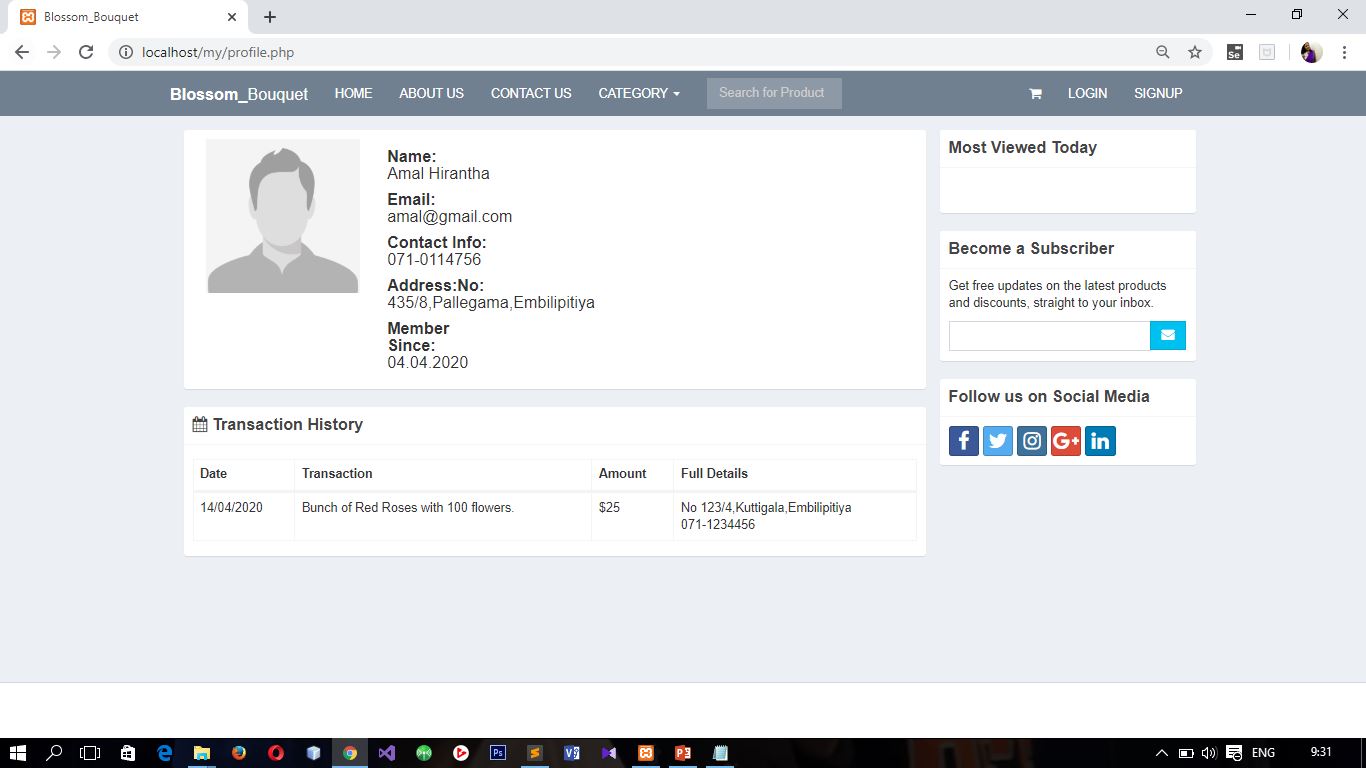 Blossom_Bouquet
localhost/my/profile.php
Se
Blossom_Bouquet HOME ABOUT US CONTACT US CATEGORY Search for Product LOGIN SIGNUP
Name:
Amal Hirantha
Email:
amal@gmail.com
Contact Info:
071-0114756
Address:No:
435/8,Pallegama,Embilipitiya
Member
Since:
04.04.2020
Transaction History
Date Transaction Amount Full Details
14/04/2020 Bunch of Red Roses with 100 flowers. $25 No 123/4,Kuttigala,Embilipitiya
071-1234456
Most Viewed Today
Become a Subscriber
Get free updates on the latest products
and discounts, straight to your inbox.
Follow us on Social Media
f G+ in
Ps
ENG 9:31